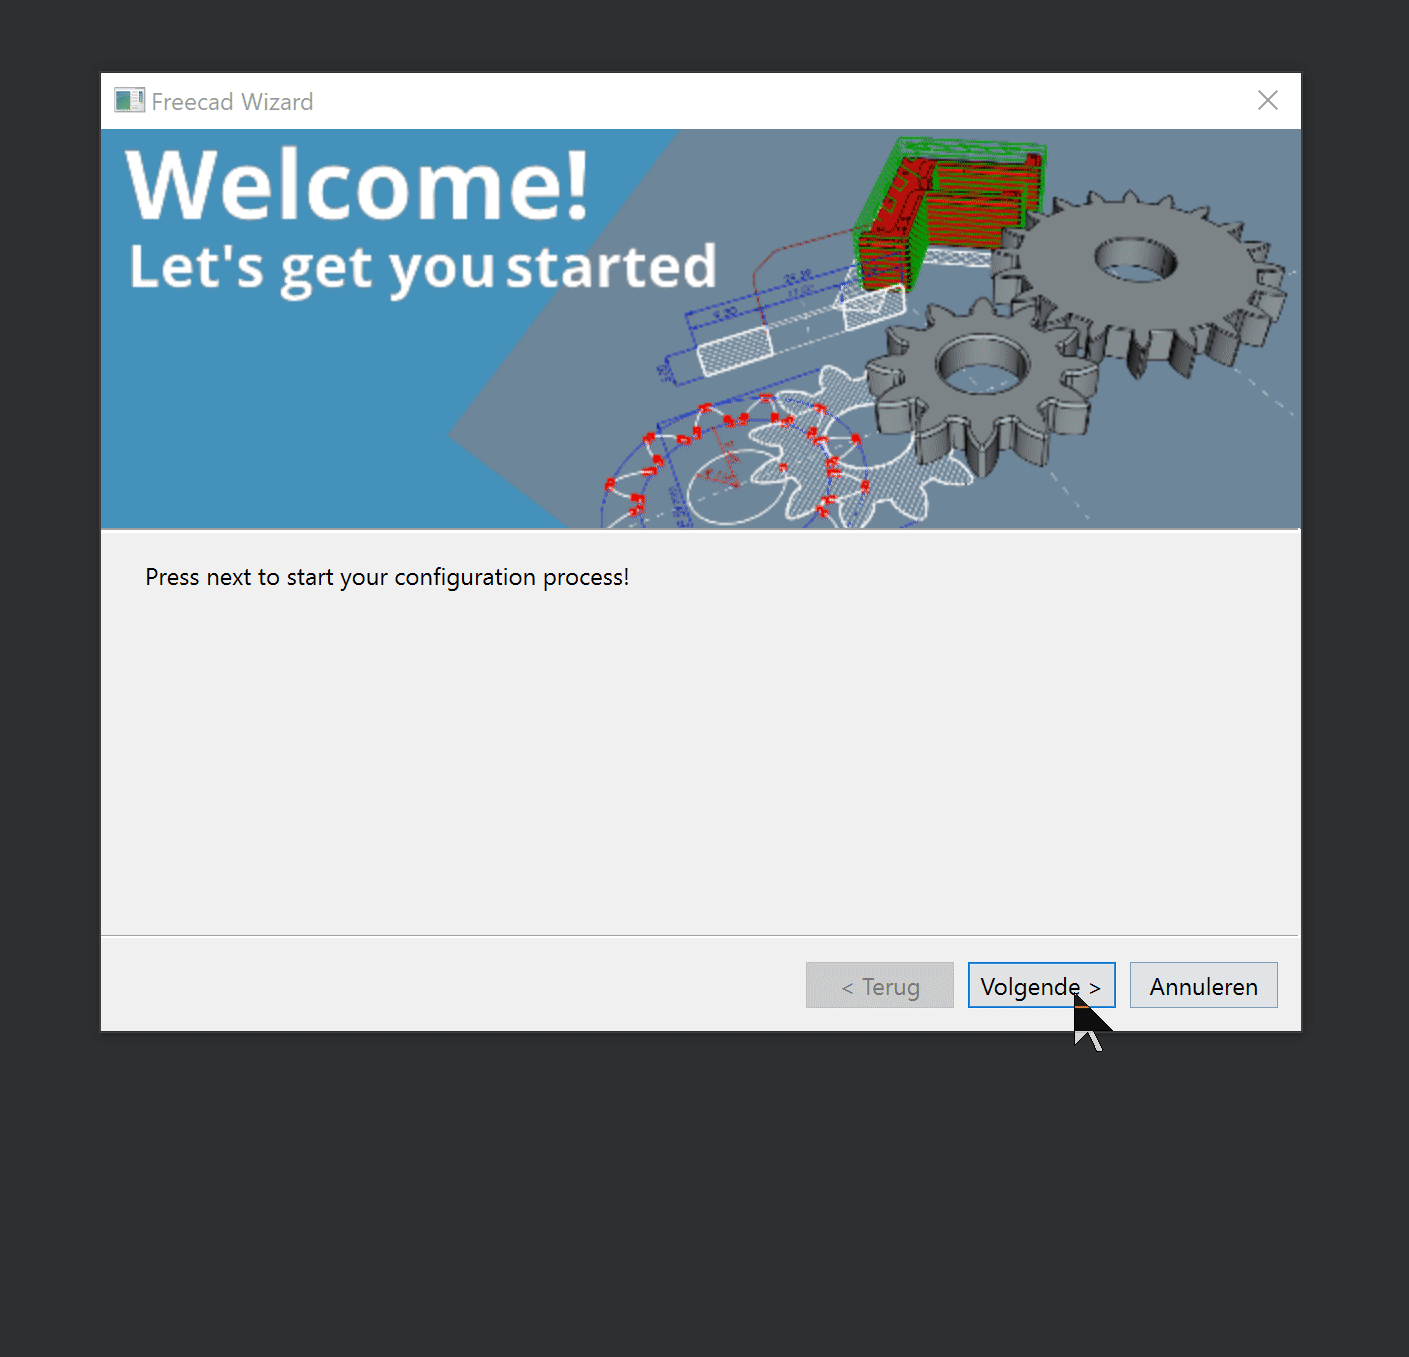 Freecad Wizard
Welcome!
Let's get you started
Press next to start your configuration process!
< Terug
Volgende >
Annuleren